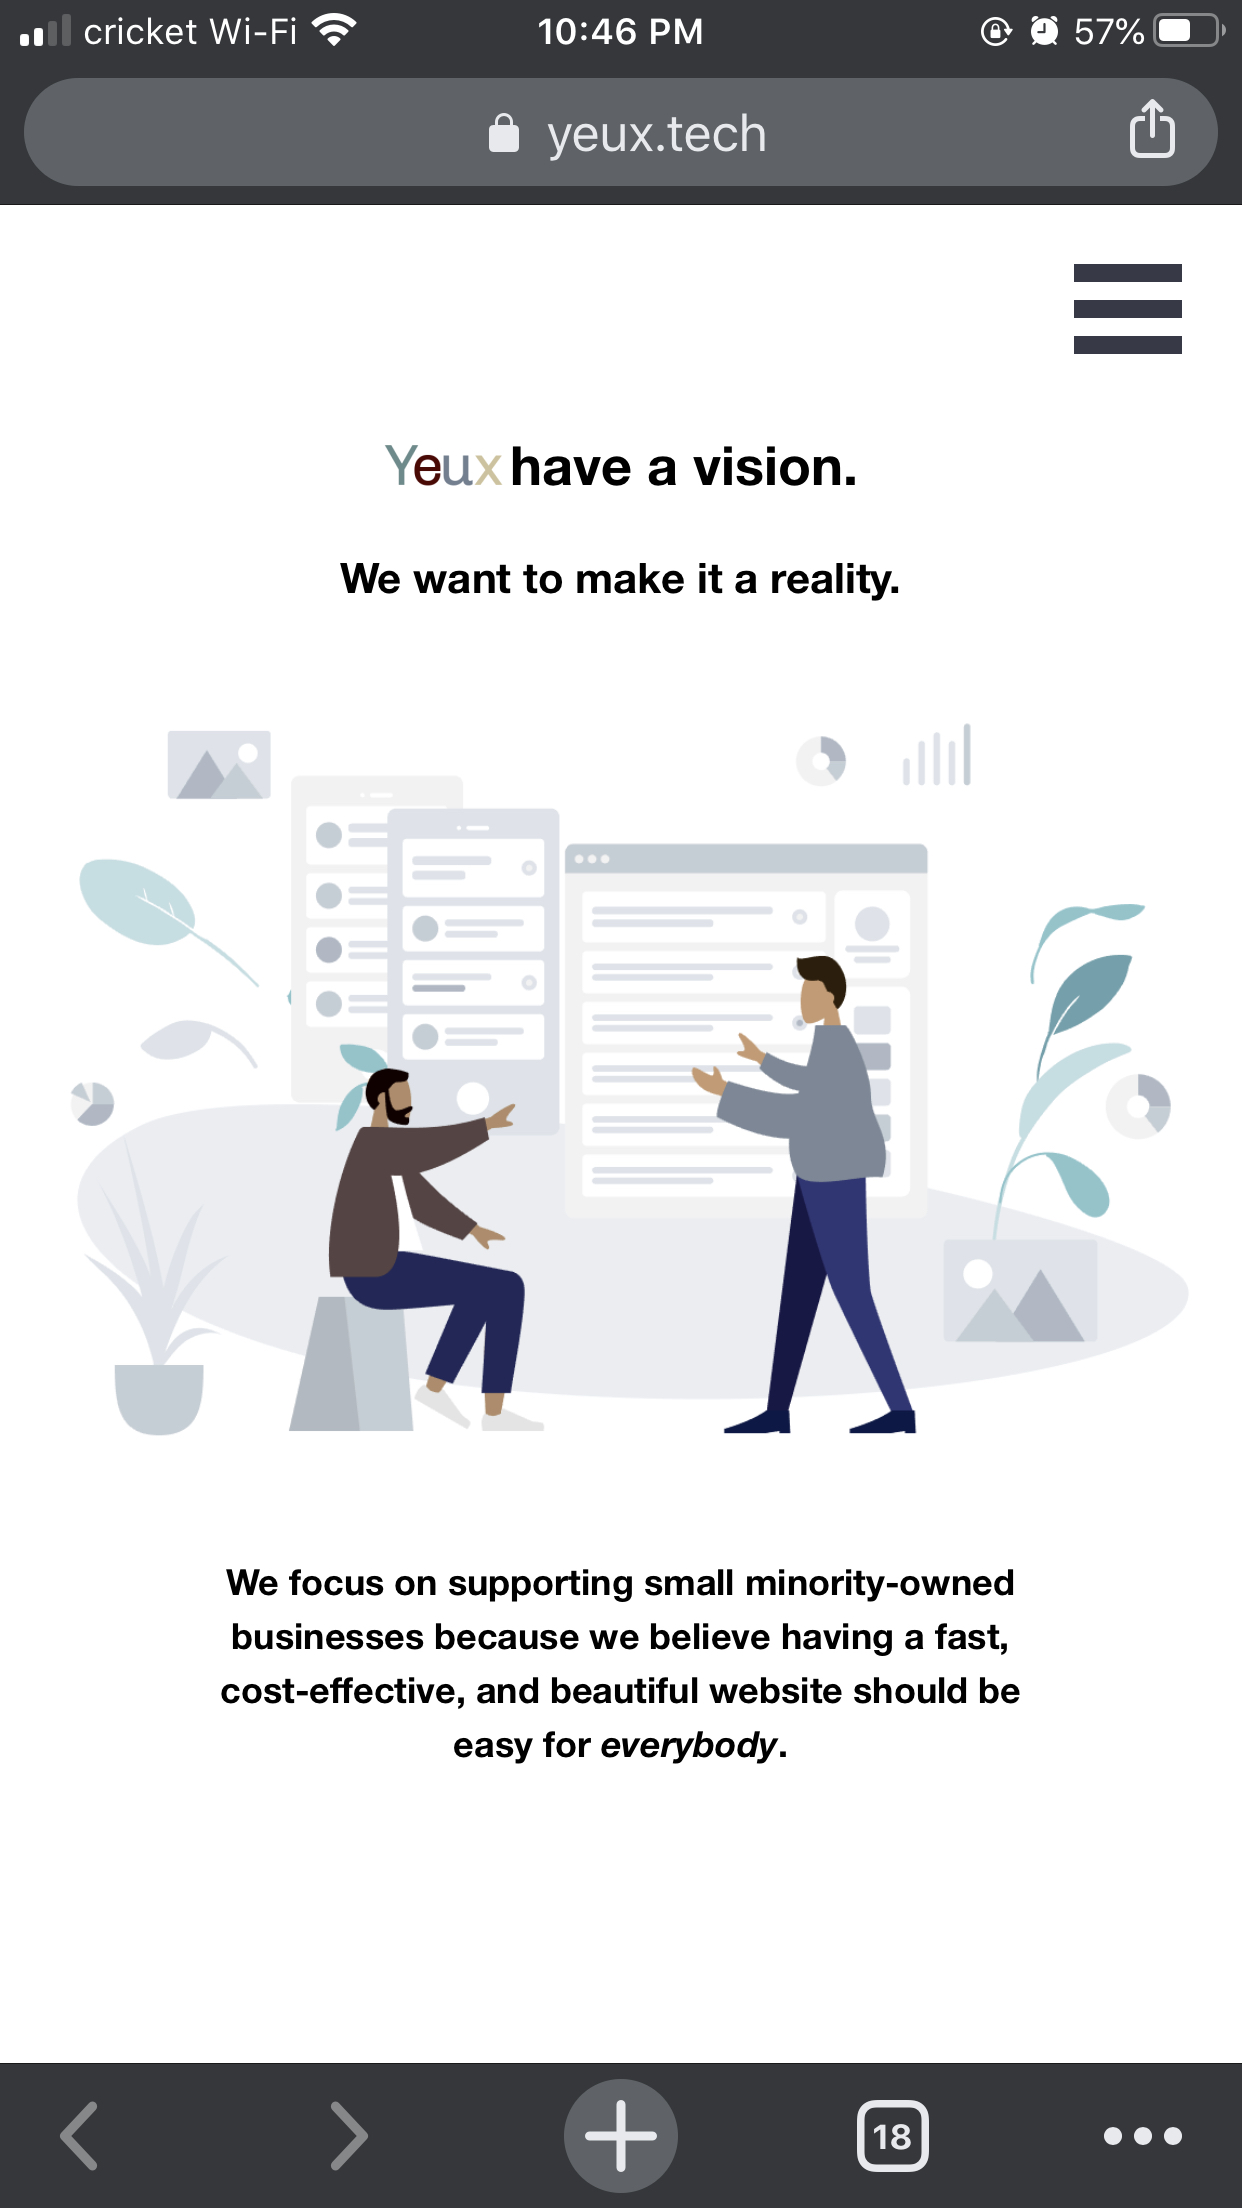 cricket Wi-Fi 10:46 PM 57%
yeux.tech
Yeux have a vision.
We want to make it a reality.
We focus on supporting small minority-owned
businesses because we believe having a fast,
cost-effective, and beautiful website should be
easy for everybody.
18